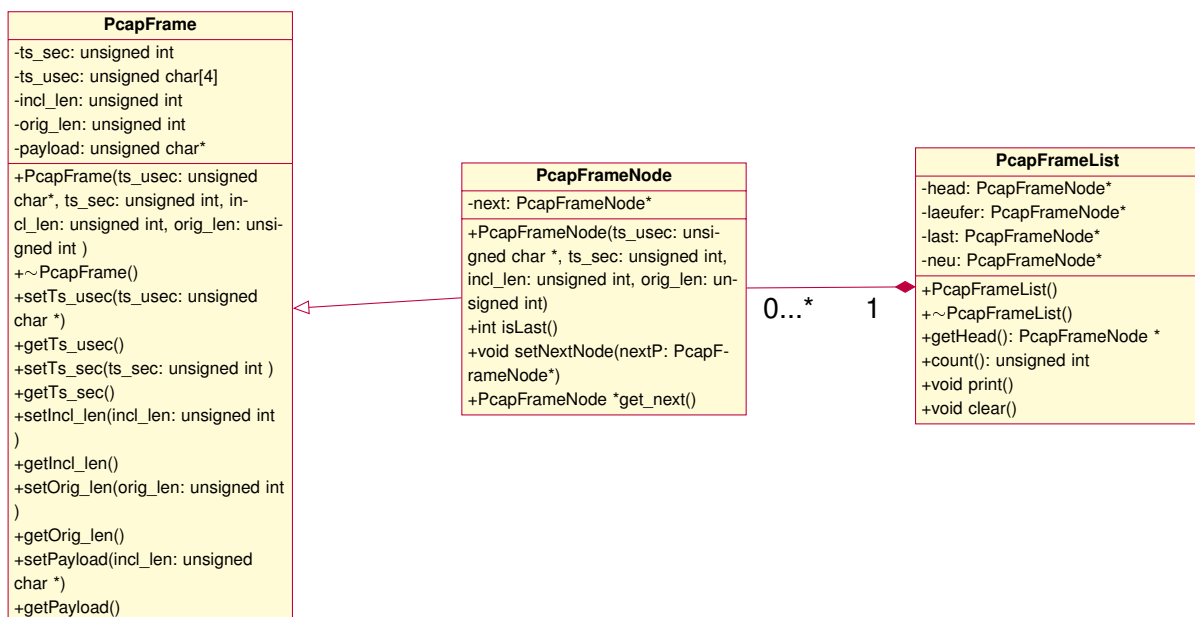 PcapFrame
-ts_sec: unsigned int
-ts_usec: unsigned char[4]
-incl_len: unsigned int
-orig_len: unsigned int
-payload: unsigned char*
+PcapFrame(ts_usec: unsigned
char*, ts_sec: unsigned int, in-
cl_len: unsigned int, orig_len: unsi-
gned int )
+~PcapFrame()
+setTs_usec(ts_usec: unsigned
char *)
+getTs_usec()
+setTs_sec(ts_sec: unsigned int )
+getTs_sec()
+setIncl_len(incl_len: unsigned int
)
+getIncl_len()
+setOrig_len(orig_len: unsigned int
)
+getOrig_len()
+setPayload(incl_len: unsigned
char *)
+getPayload()
PcapFrameNode
-next: PcapFrameNode*
+PcapFrameNode(ts_usec: unsi-
gned char *, ts_sec: unsigned int,
incl_len: unsigned int, orig_len: un-
signed int)
+int isLast()
+void setNextNode(nextP: PcapF-
rameNode*)
+PcapFrameNode *get_next()
0...*
1
PcapFrameList
-head: PcapFrameNode*
-laeufer: PcapFrameNode*
-last: PcapFrameNode*
-neu: PcapFrameNode*
+PcapFrameList()
+~PcapFrameList()
+getHead(): PcapFrameNode *
+count(): unsigned int
+void print()
+void clear()